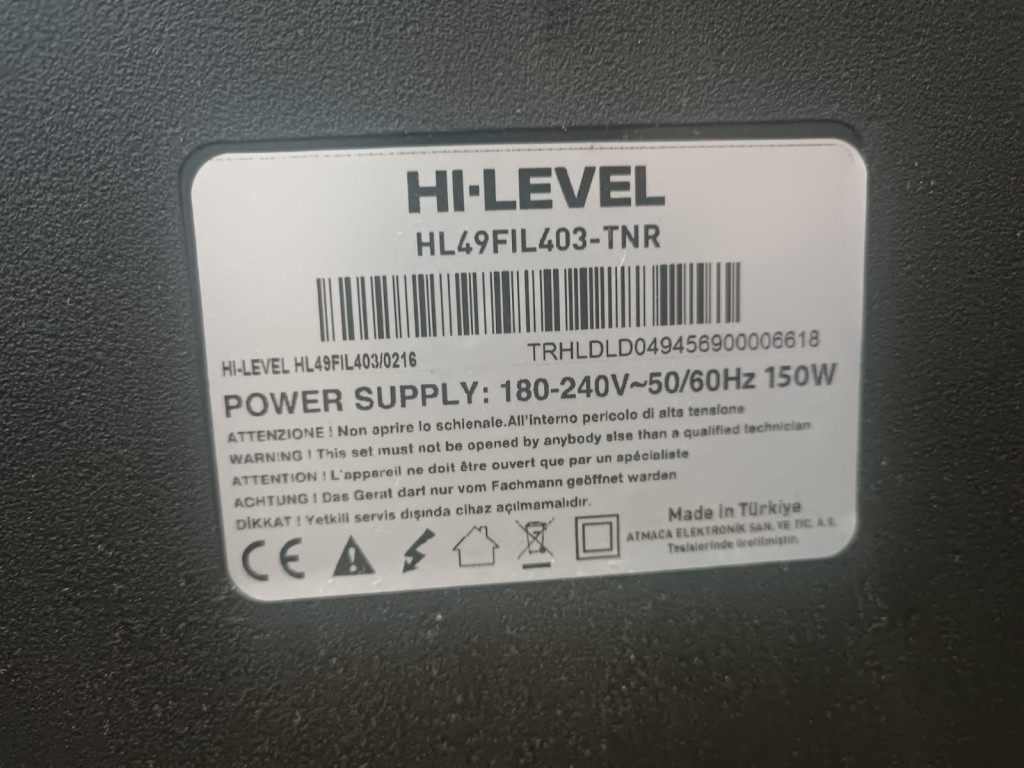 HI-LEVEL
HL49FIL403-TNR
HI-LEVEL HL49FIL403/0216
TRHLDLD049456900006618
POWER SUPPLY: 180-240V~50/60Hz 150W
ATTENZIONE ! Non aprire lo schienale.All'interno pericolo di alta tensione
WARNING ! This set must not be opened by anybody else than a qualified technician
ATTENTION ! L'appareil ne doit être ouvert que par un spécialiste
ACHTUNG ! Das Gerat darf nur vom Fachmann geöffnet warden
DİKKAT ! Yetkili servis dışında cihaz açılmamalıdır.
Made in Türkiye
ATMACA ELEKTRONİK SAN. VE TİC. A.Ş.
Tesislerinde üretilmiştir.
CE